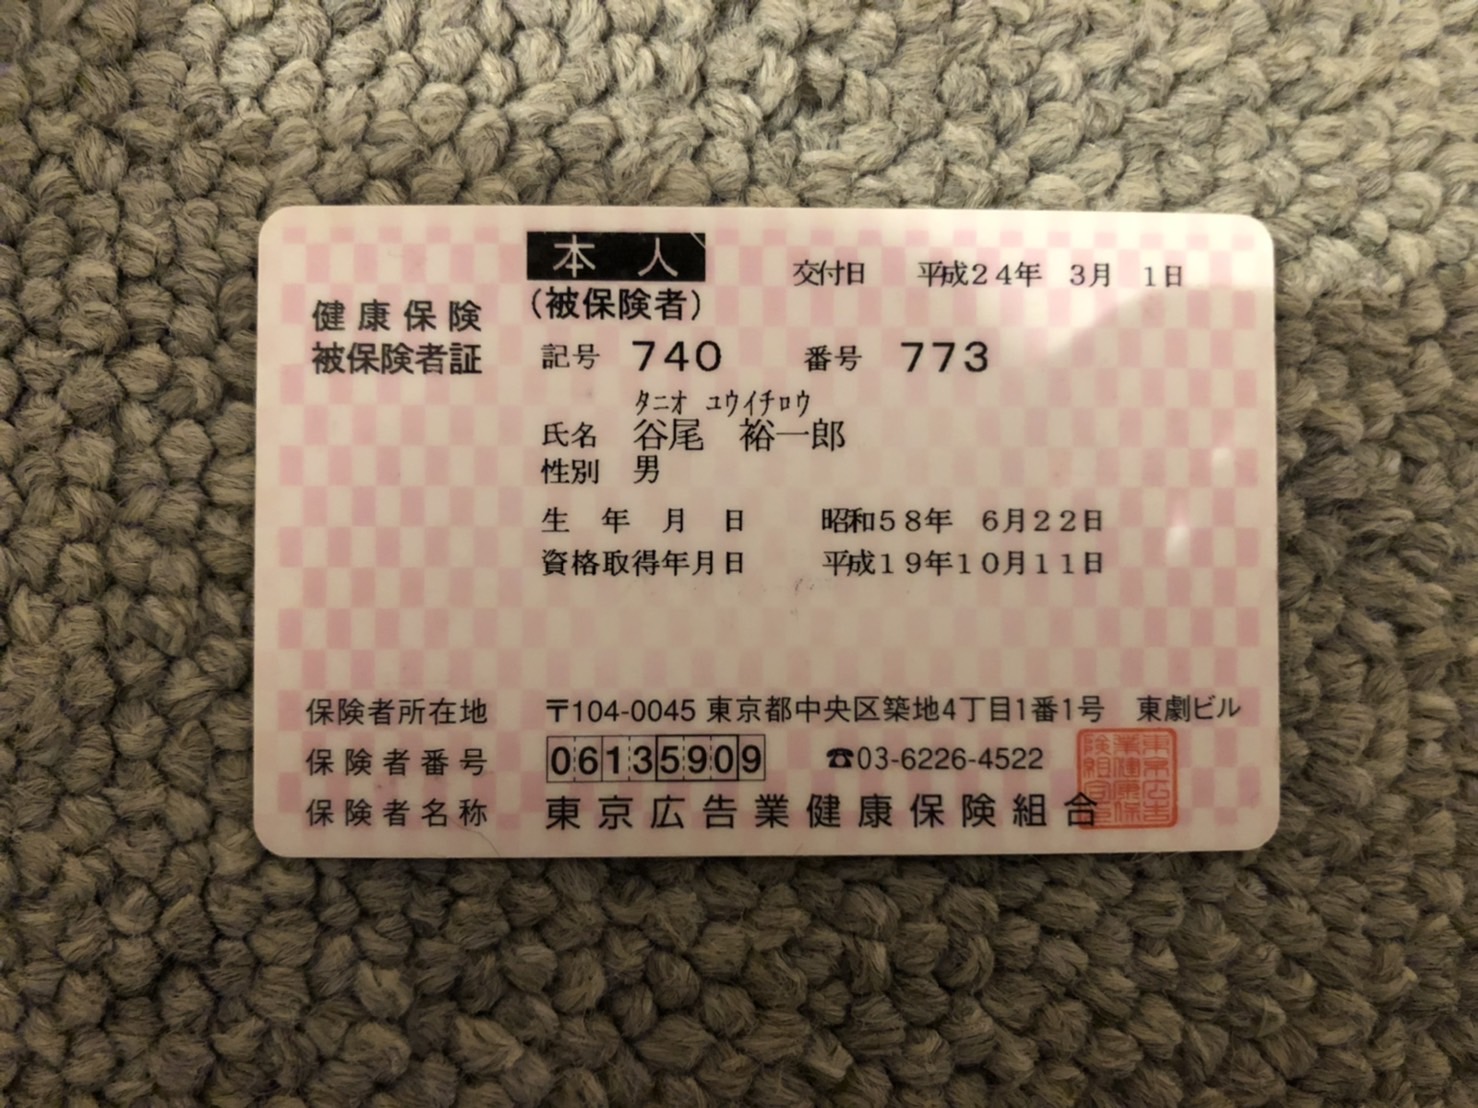 本人
(被保険者)
交付日 平成24年 3月 1日
健康保険
被保険者証
記号 740 番号 773
タニオ ユウイチロウ
氏名 谷尾 裕一郎
性別 男
生年月日 昭和58年 6月22日
資格取得年月日 平成19年10月11日
保険者所在地 〒104-0045 東京都中央区築地4丁目1番1号 東劇ビル
保険者番号 06135909 ☎03-6226-4522
保険者名称 東京広告業健康保険組合